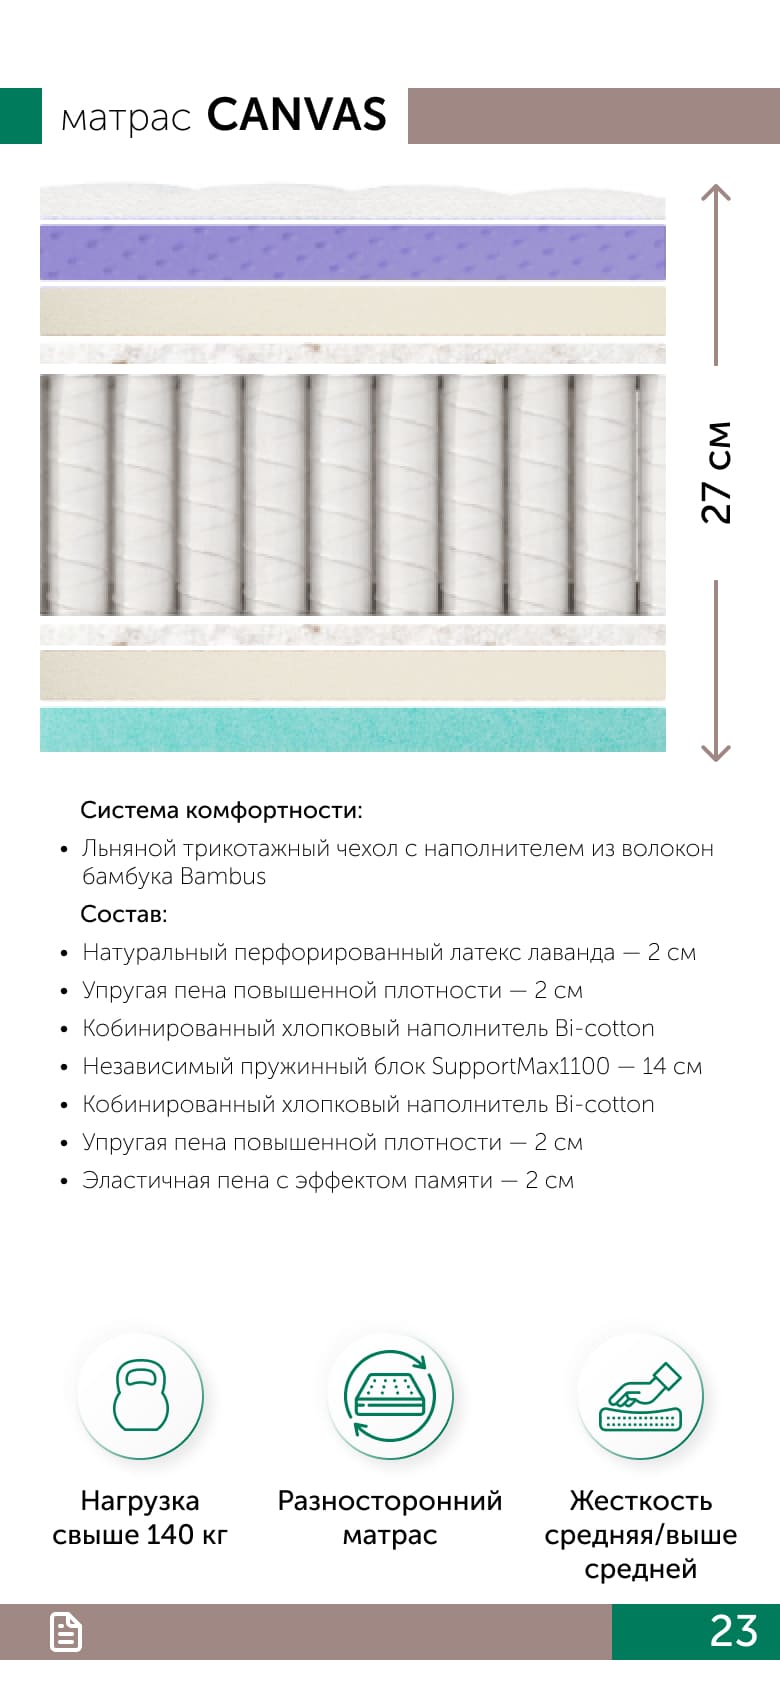 матрас CANVAS
27 см
Система комфортности:
• Льняной трикотажный чехол с наполнителем из волокон
бамбука Bambus
Состав:
• Натуральный перфорированный латекс лаванда — 2 см
• Упругая пена повышенной плотности — 2 см
• Кобинированный хлопковый наполнитель Bi-cotton
• Независимый пружинный блок SupportMax1100 — 14 см
• Кобинированный хлопковый наполнитель Bi-cotton
• Упругая пена повышенной плотности — 2 см
• Эластичная пена с эффектом памяти — 2 см
Нагрузка
свыше 140 кг
Разносторонний
матрас
Жесткость
средняя/выше
средней
23